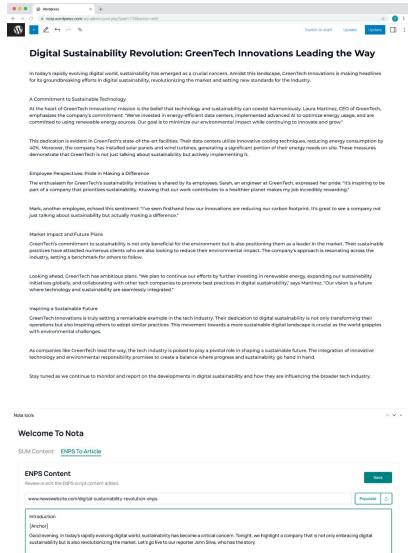 Wordpress
nota.wordpress.com/wp-admin/post.php?post=1100&action=edit
Switch to draft Update Update
Digital Sustainability Revolution: GreenTech Innovations Leading the Way
In today's rapidly evolving digital world, sustainability has emerged as a crucial concern. Amidst this landscape, GreenTech Innovations is making headlines
for its groundbreaking efforts in digital sustainability, revolutionizing the market and setting new standards for the industry.
A Commitment to Sustainable Technology
At the heart of GreenTech Innovations' mission is the belief that technology and sustainability can coexist harmoniously. Laura Martinez, CEO of GreenTech,
emphasizes the company's commitment: "We've invested in energy-efficient data centers, implemented advanced AI to optimize energy usage, and are
committed to using renewable energy sources. Our goal is to minimize our environmental impact while continuing to innovate and grow."
This dedication is evident in GreenTech's state-of-the-art facilities. Their data centers utilize innovative cooling techniques, reducing energy consumption by
40%. Moreover, the company has installed solar panels and wind turbines, generating a significant portion of their energy needs on site. These measures
demonstrate that GreenTech is not just talking about sustainability but actively implementing it.
Employee Perspectives: Pride in Making a Difference
The enthusiasm for GreenTech's sustainability initiatives is shared by its employees. Sarah, an engineer at GreenTech, expressed her pride: "It's inspiring to be
part of a company that prioritizes sustainability. Knowing that our work contributes to a healthier planet makes my job incredibly rewarding."
Mark, another employee, echoed this sentiment: "I've seen firsthand how our innovations are reducing our carbon footprint. It's great to see a company not
just talking about sustainability but actually making a difference."
Market Impact and Future Plans
GreenTech's commitment to sustainability is not only beneficial for the environment but is also positioning them as a leader in the market. Their sustainable
practices have attracted numerous clients who are also looking to reduce their environmental impact. The company's approach is resonating across the
industry, setting a benchmark for others to follow.
Looking ahead, GreenTech has ambitious plans. "We plan to continue our efforts by further investing in renewable energy, expanding our sustainability
initiatives globally, and collaborating with other tech companies to promote best practices in digital sustainability," says Martinez. "Our vision is a future
where technology and sustainability are seamlessly integrated."
Inspiring a Sustainable Future
GreenTech Innovations is truly setting a remarkable example in the tech industry. Their dedication to digital sustainability is not only transforming their
operations but also inspiring others to adopt similar practices. This movement towards a more sustainable digital landscape is crucial as the world grapples
with environmental challenges.
As companies like GreenTech lead the way, the tech industry is poised to play a pivotal role in shaping a sustainable future. The integration of innovative
technology and environmental responsibility promises to create a balance where progress and sustainability go hand in hand.
Stay tuned as we continue to monitor and report on the developments in digital sustainability and how they are influencing the broader tech industry.
Nota tools
Welcome To Nota
SUM Content ENPS To Article
ENPS Content
Review or edit the ENPS script content added.
Save
www.newswebsite.com/digital-sustainability-revolution-enps
Populate
Introduction
[Anchor]
Good evening. In today's rapidly evolving digital world, sustainability has become a critical concern. Tonight, we highlight a company that is not only embracing digital
sustainability but is also revolutionizing the market. Let's go live to our reporter John Silva, who has the story.